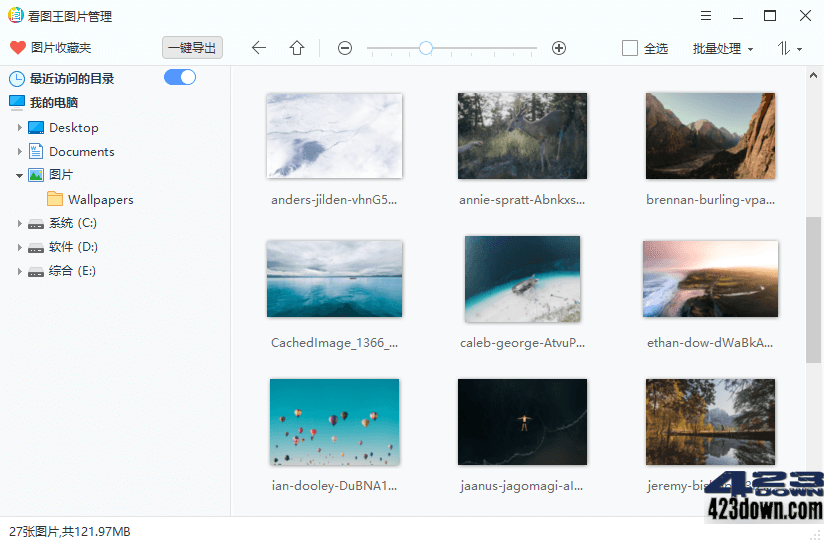 看图王图片管理
图片收藏夹
一键导出
全选
批量处理
最近访问的目录
我的电脑
Desktop
Documents
图片
Wallpapers
系统 (C:)
软件 (D:)
综合 (E:)
anders-jilden-vhnG5...
annie-spratt-Abnkxs...
brennan-burling-vpa...
CachedImage_1366_...
caleb-george-AtvuP...
ethan-dow-dWaBkA...
ian-dooley-DuBNA1...
jaanus-jagomagi-aI...
423
DOWN
423down.com
27张图片,共121.97MB